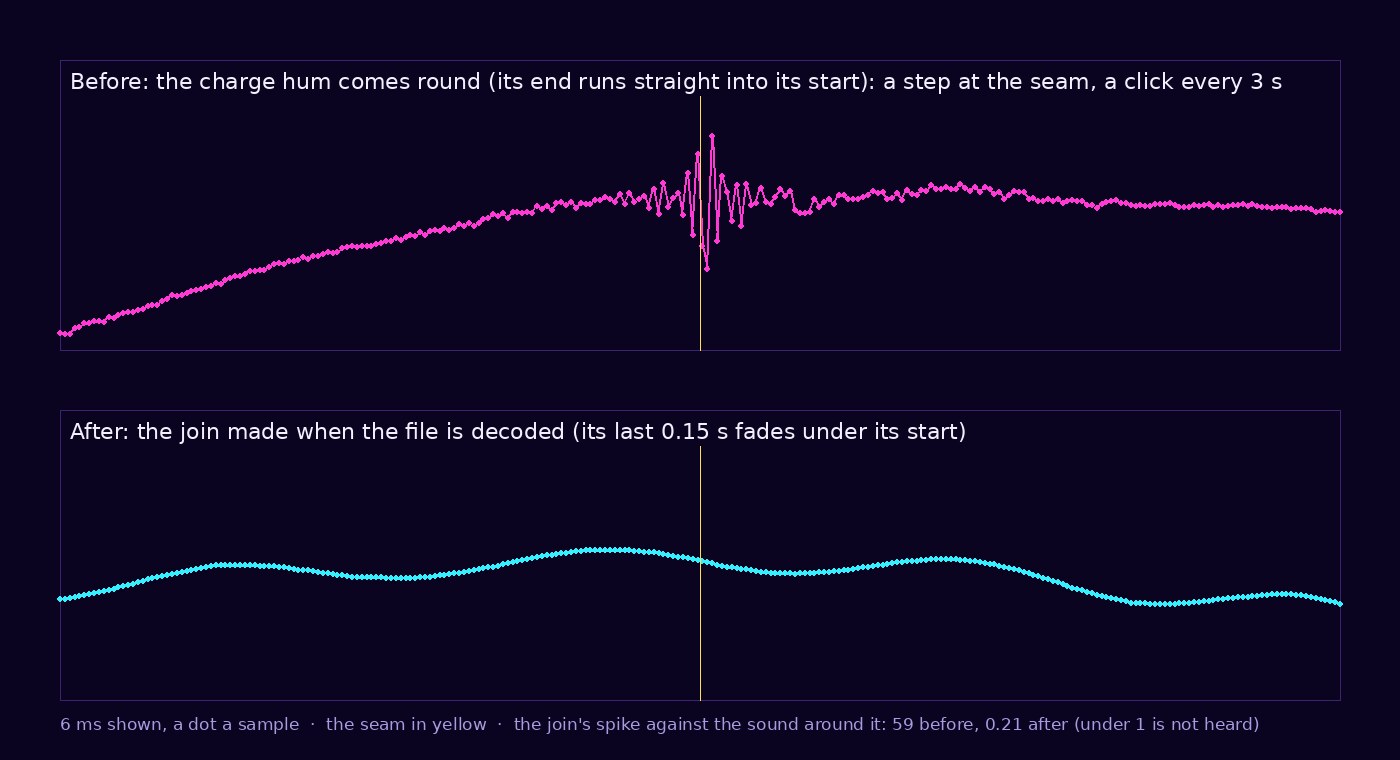 Before: the charge hum comes round (its end runs straight into its start): a step at the seam, a click every 3 s
After: the join made when the file is decoded (its last 0.15 s fades under its start)
6 ms shown, a dot a sample · the seam in yellow · the join's spike against the sound around it: 59 before, 0.21 after (under 1 is not heard)